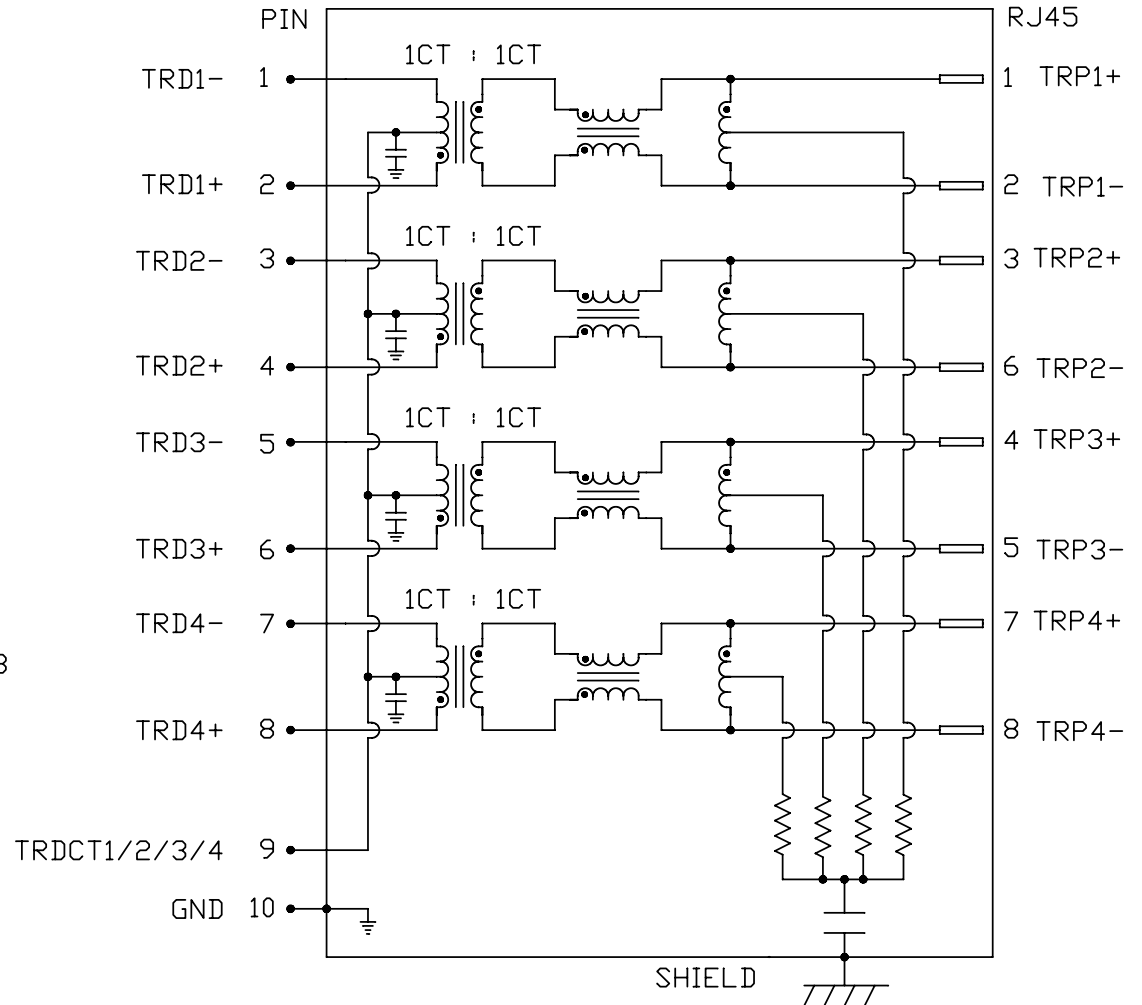 PIN RJ45
1CT : 1CT
TRD1- 1 1 TRP1+
TRD1+ 2 2 TRP1-
1CT : 1CT
TRD2- 3 3 TRP2+
TRD2+ 4 6 TRP2-
1CT : 1CT
TRD3- 5 4 TRP3+
TRD3+ 6 5 TRP3-
1CT : 1CT
TRD4- 7 7 TRP4+
3
TRD4+ 8 8 TRP4-
TRDCT1/2/3/4 9
GND 10
SHIELD